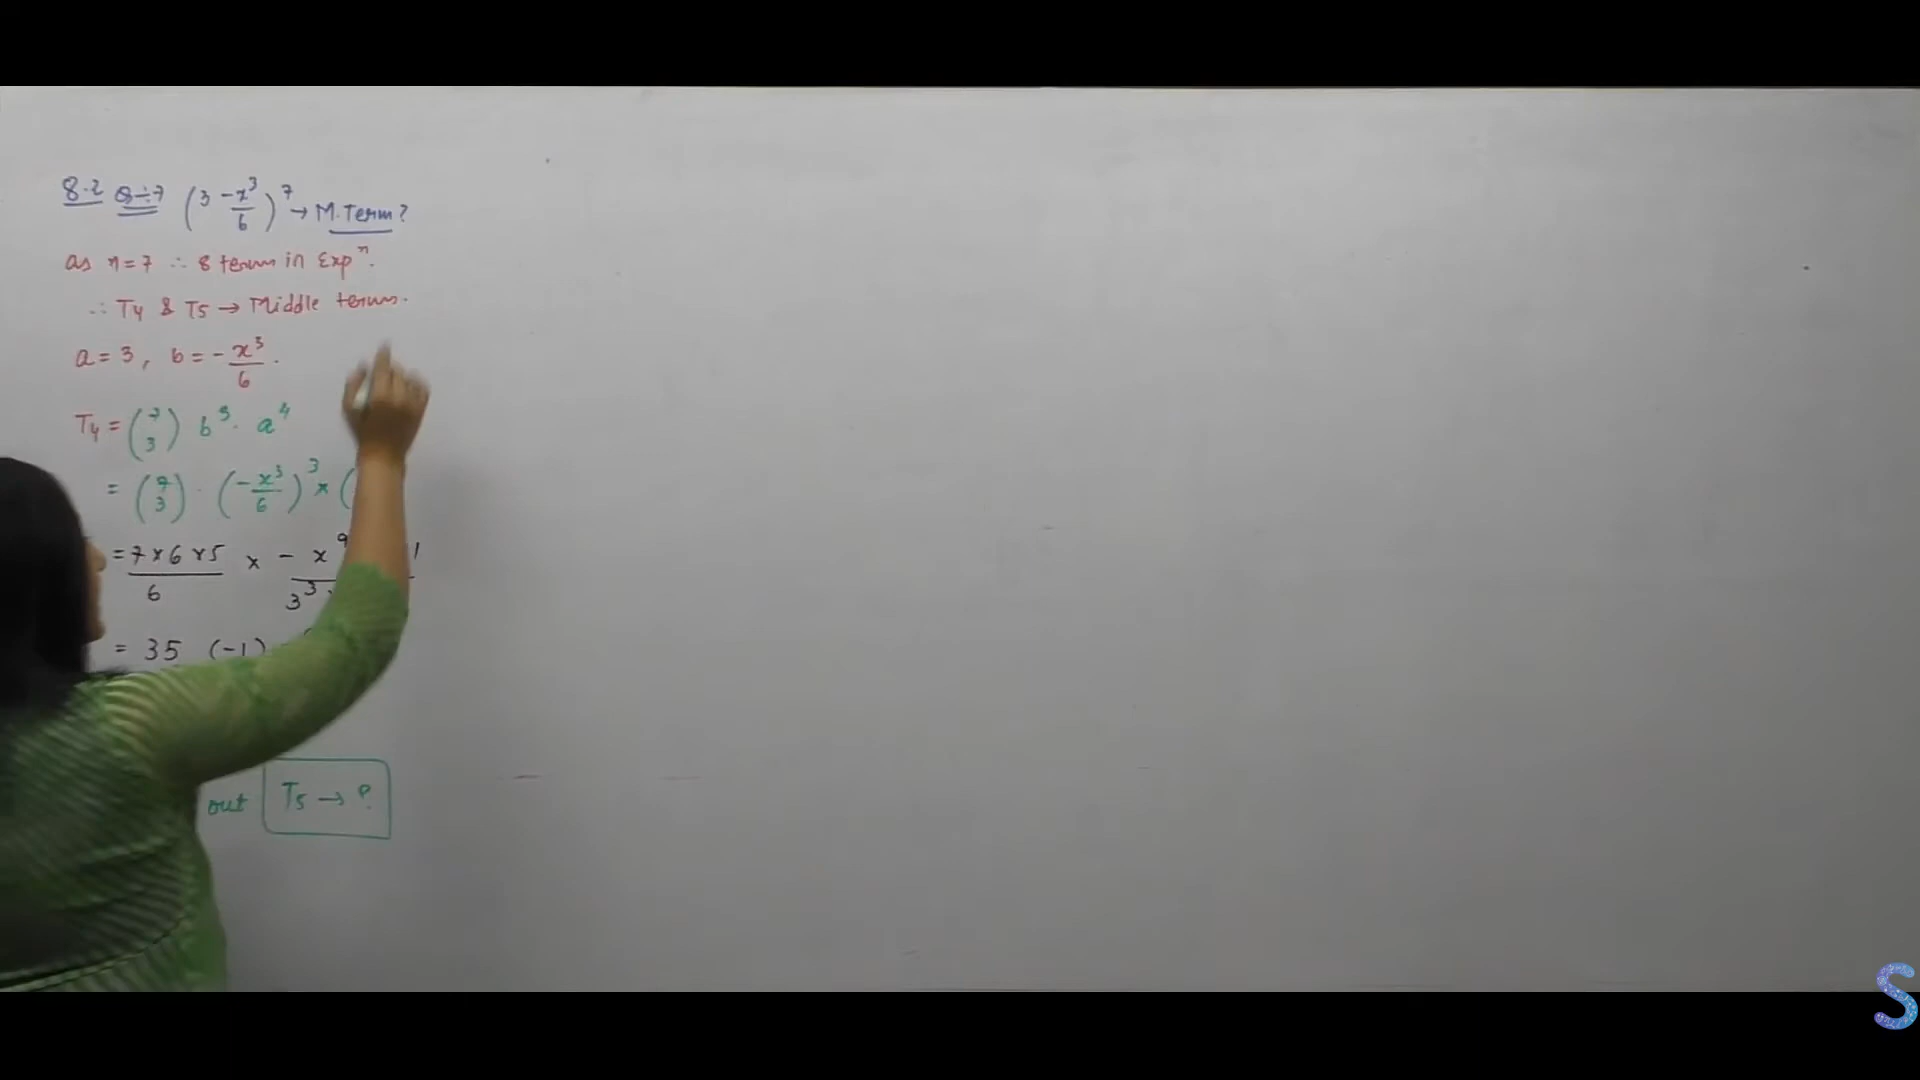 8.2 Q÷7 (3 - x³/6)⁷ → M.Term?
as n=7 ∴ 8 term in Expⁿ.
∴ T4 & T5 → Middle terms.
a = 3, b = - x³/6.
T4 = (7 3) b³. a⁴
= (7 3) . (- x³/6)³ × (
= 7×6×5/6 × - x⁹ / 3³.
= 35 (-1)
out T5 → ?
S